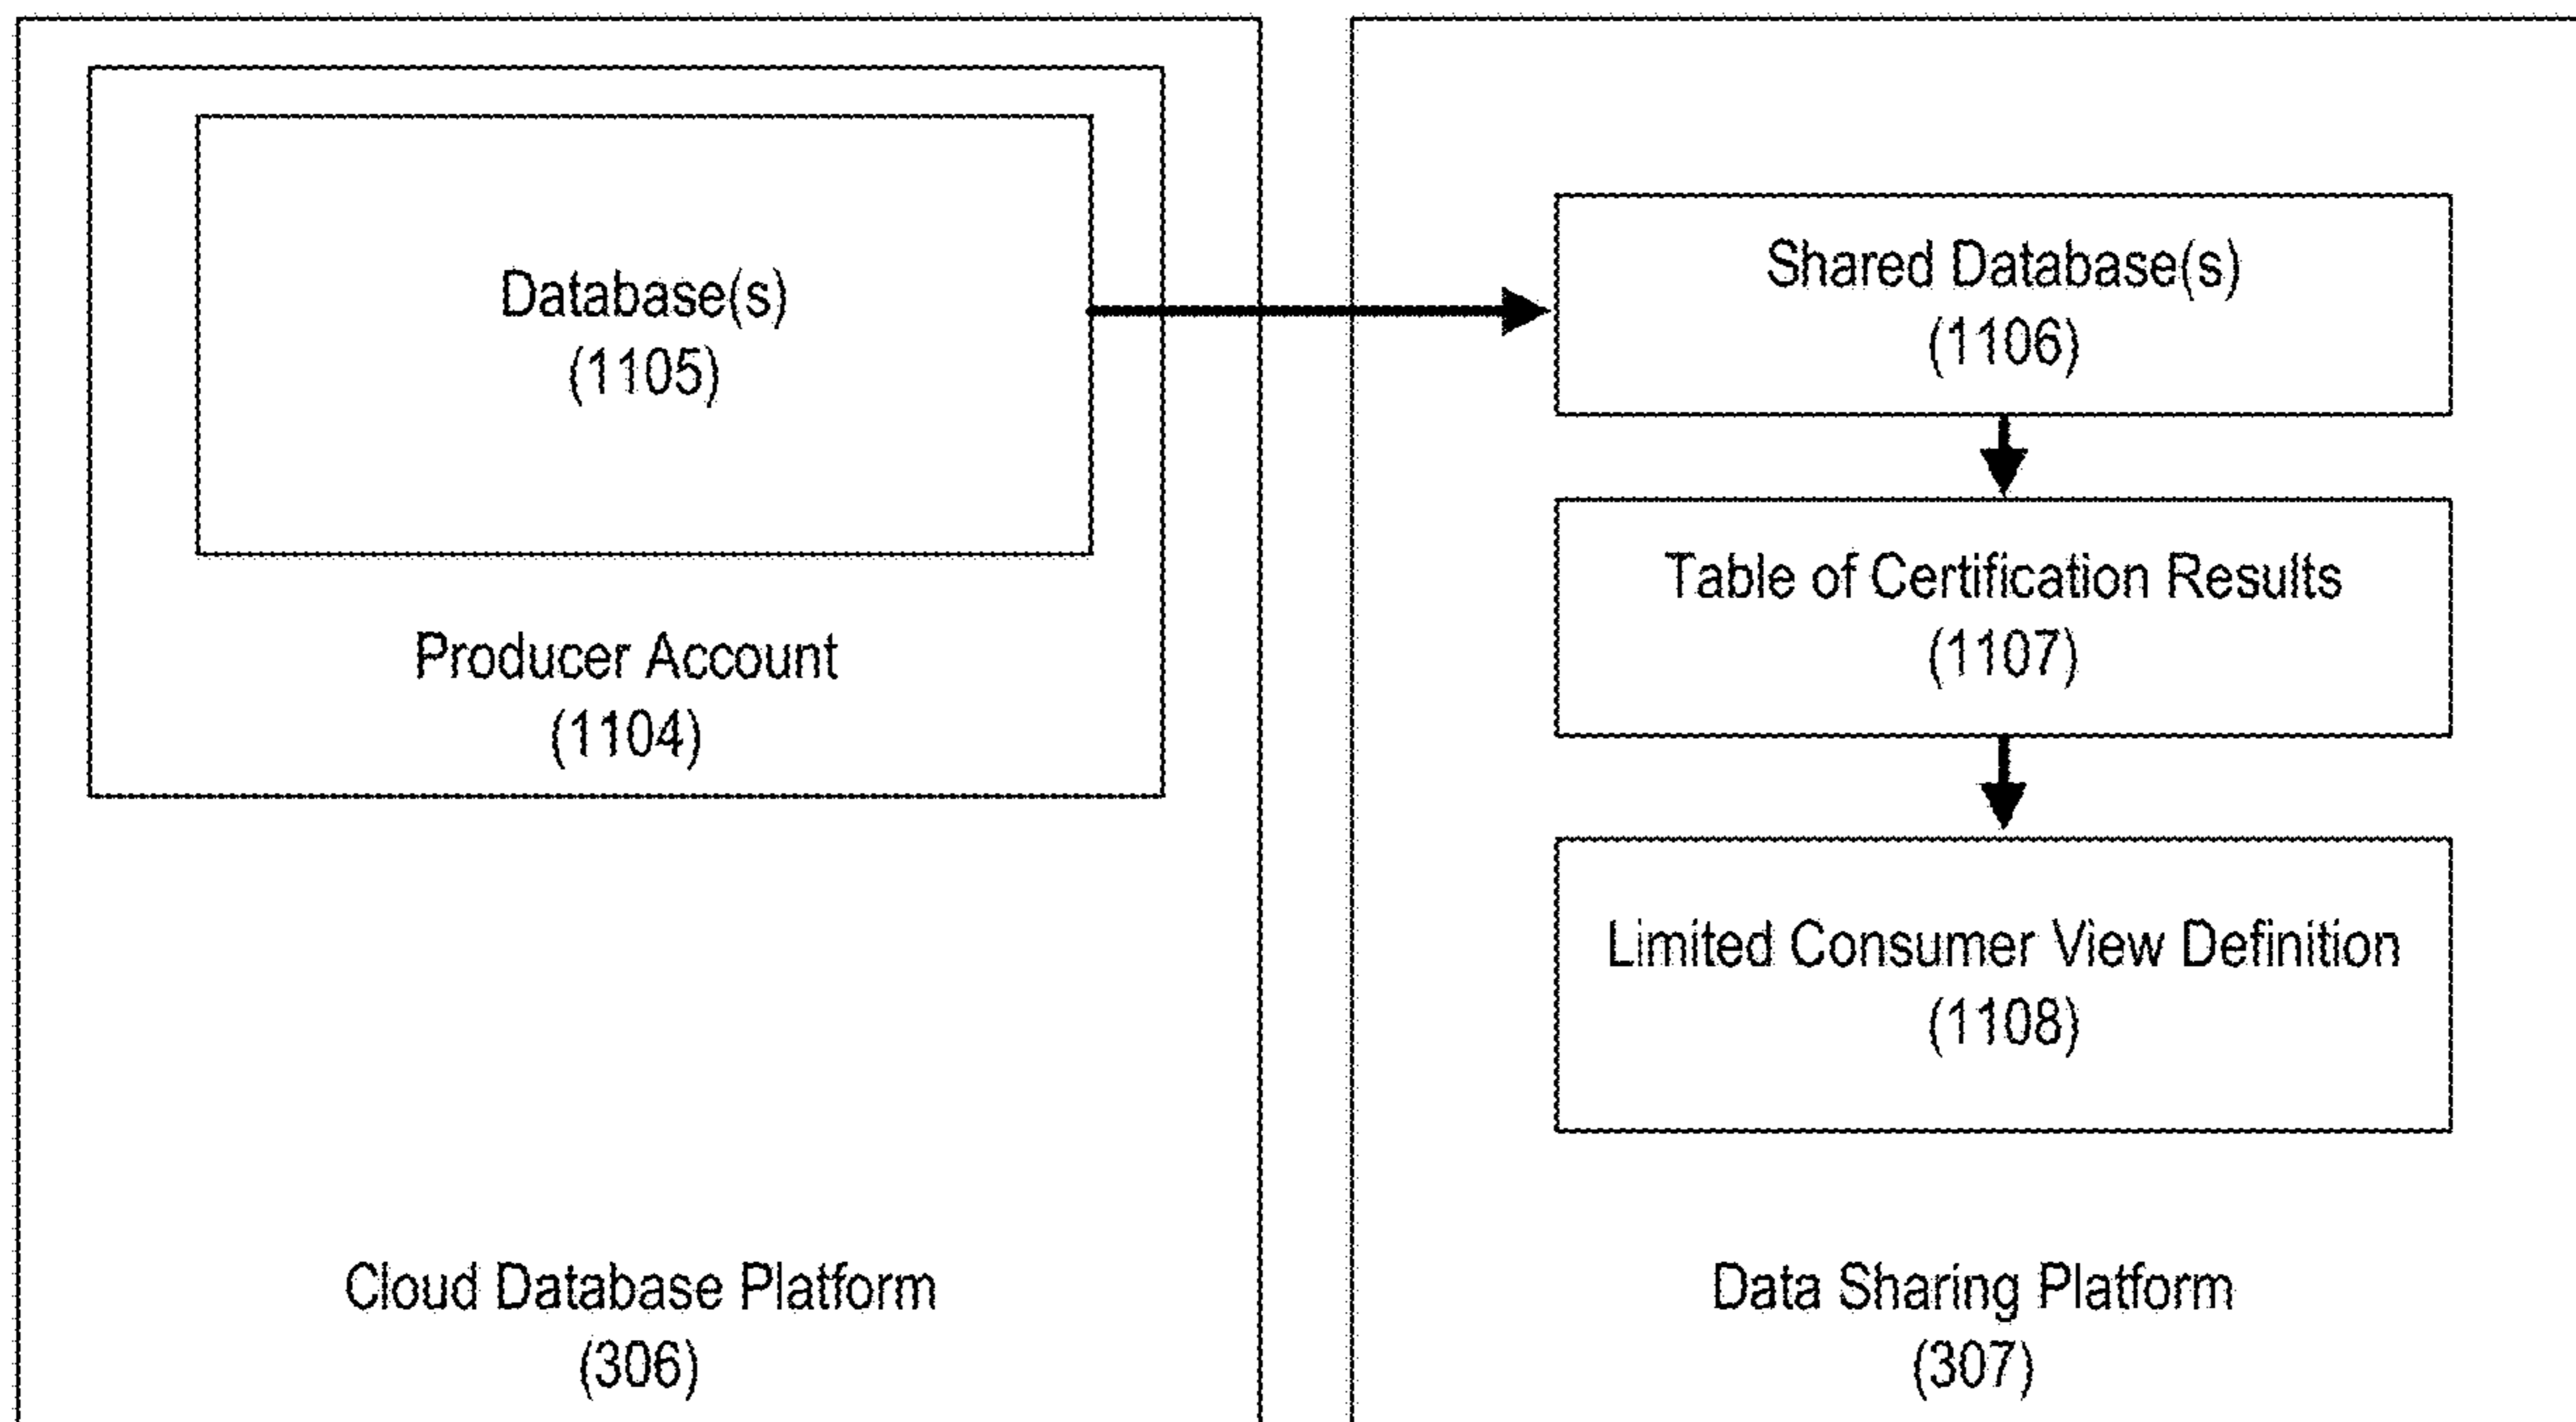 Database(s)
(1105)
Producer Account
(1104)
Cloud Database Platform
(306)
Shared Database(s)
(1106)
Table of Certification Results
(1107)
Limited Consumer View Definition
(1108)
Data Sharing Platform
(307)